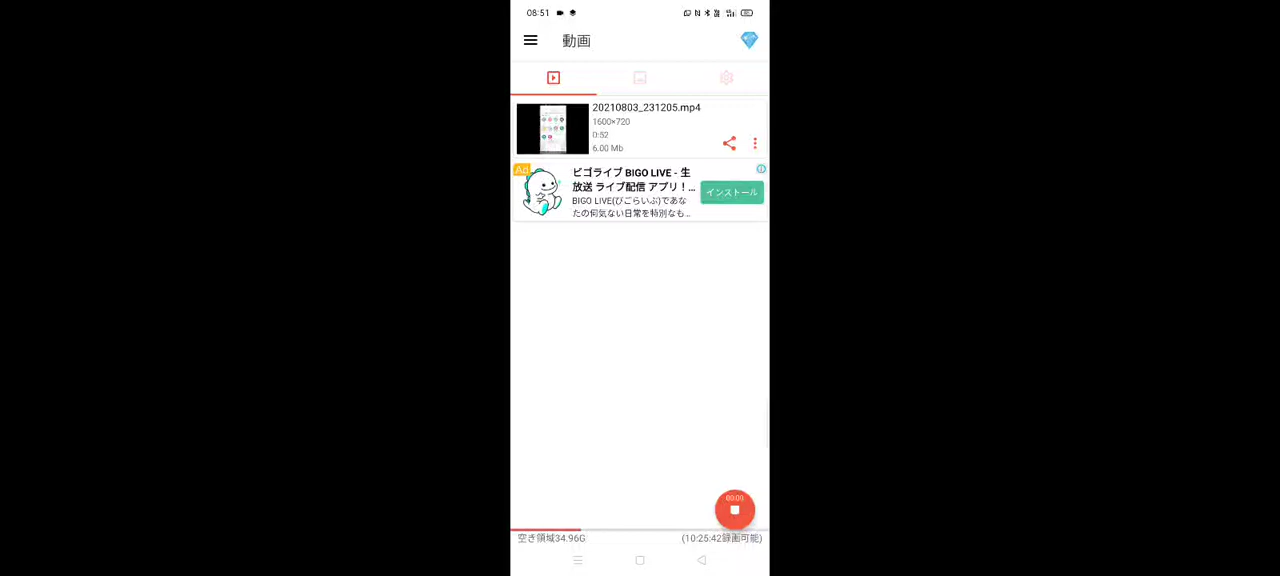 08:51
動画
20210803_231205.mp4
1600×720
0:52
6.00 Mb
Ad
ビゴライブ BIGO LIVE - 生
放送 ライブ配信 アプリ！...
BIGO LIVE(びごらいぶ)であな
たの何気ない日常を特別なも...
インストール
00:00
空き領域34.96G
(10:25:42録画可能)